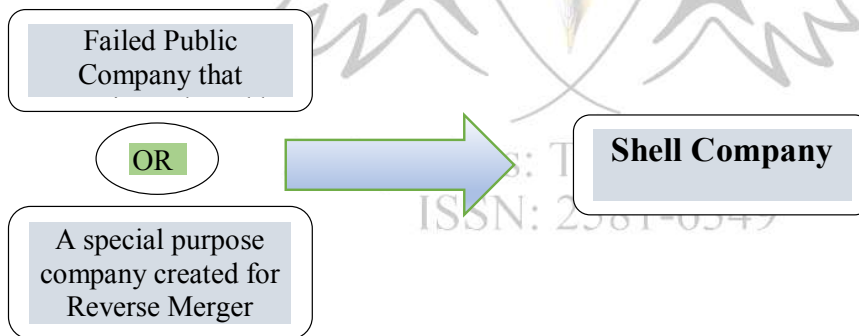 Failed Public
Company that
OR
A special purpose
company created for
Reverse Merger
Shell Company
ISSN: 2581-6349